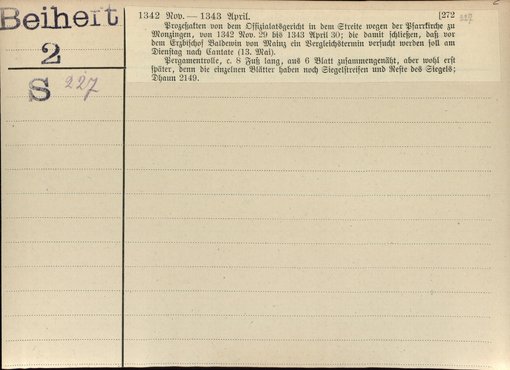 Beiheft
2
S 227
1342 Nov. — 1343 April. [272 227
Prozeßakten von dem Offizialatsgericht in dem Streite wegen der Pfarrkirche zu
Monzingen, von 1342 Nov. 29 bis 1343 April 30; die damit schließen, daß vor
dem Erzbischof Baldewin von Mainz ein Vergleichstermin versucht werden soll am
Dienstag nach Cantate (13. Mai).
Pergamentrolle, c. 8 Fuß lang, aus 6 Blatt zusammengenäht, aber wohl erst
später, denn die einzelnen Blätter haben noch Siegelstreifen und Reste des Siegels;
Dhaun 2149.